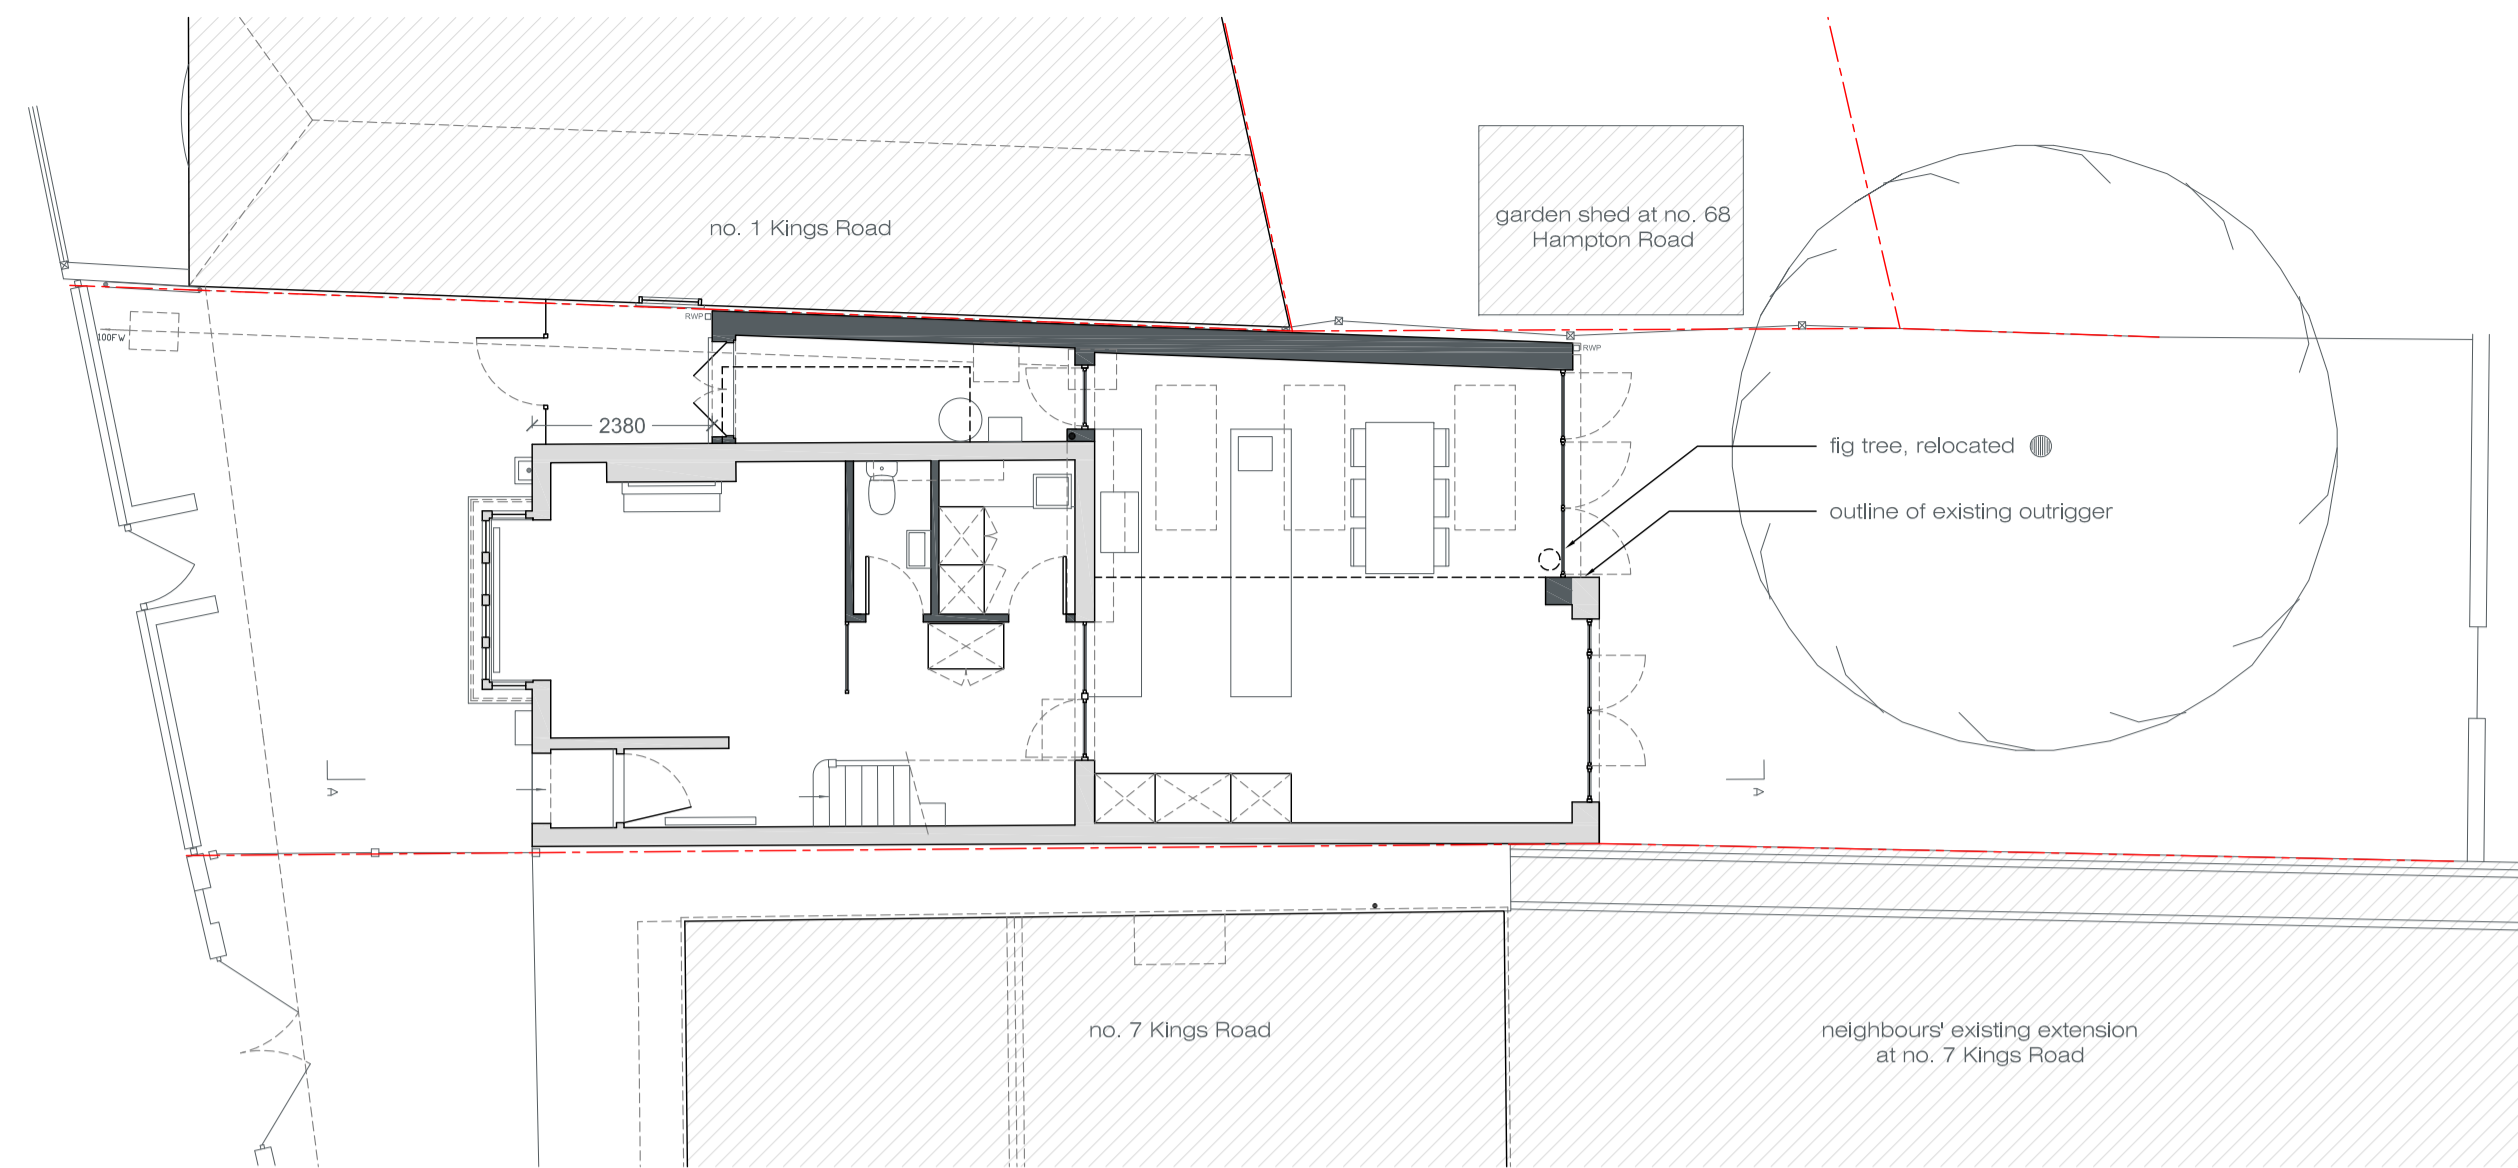 no. 1 Kings Road
garden shed at no. 68
Hampton Road
RWP
100FW
RWP
2380
fig tree, relocated
outline of existing outrigger
A
A
no. 7 Kings Road
neighbours' existing extension
at no. 7 Kings Road